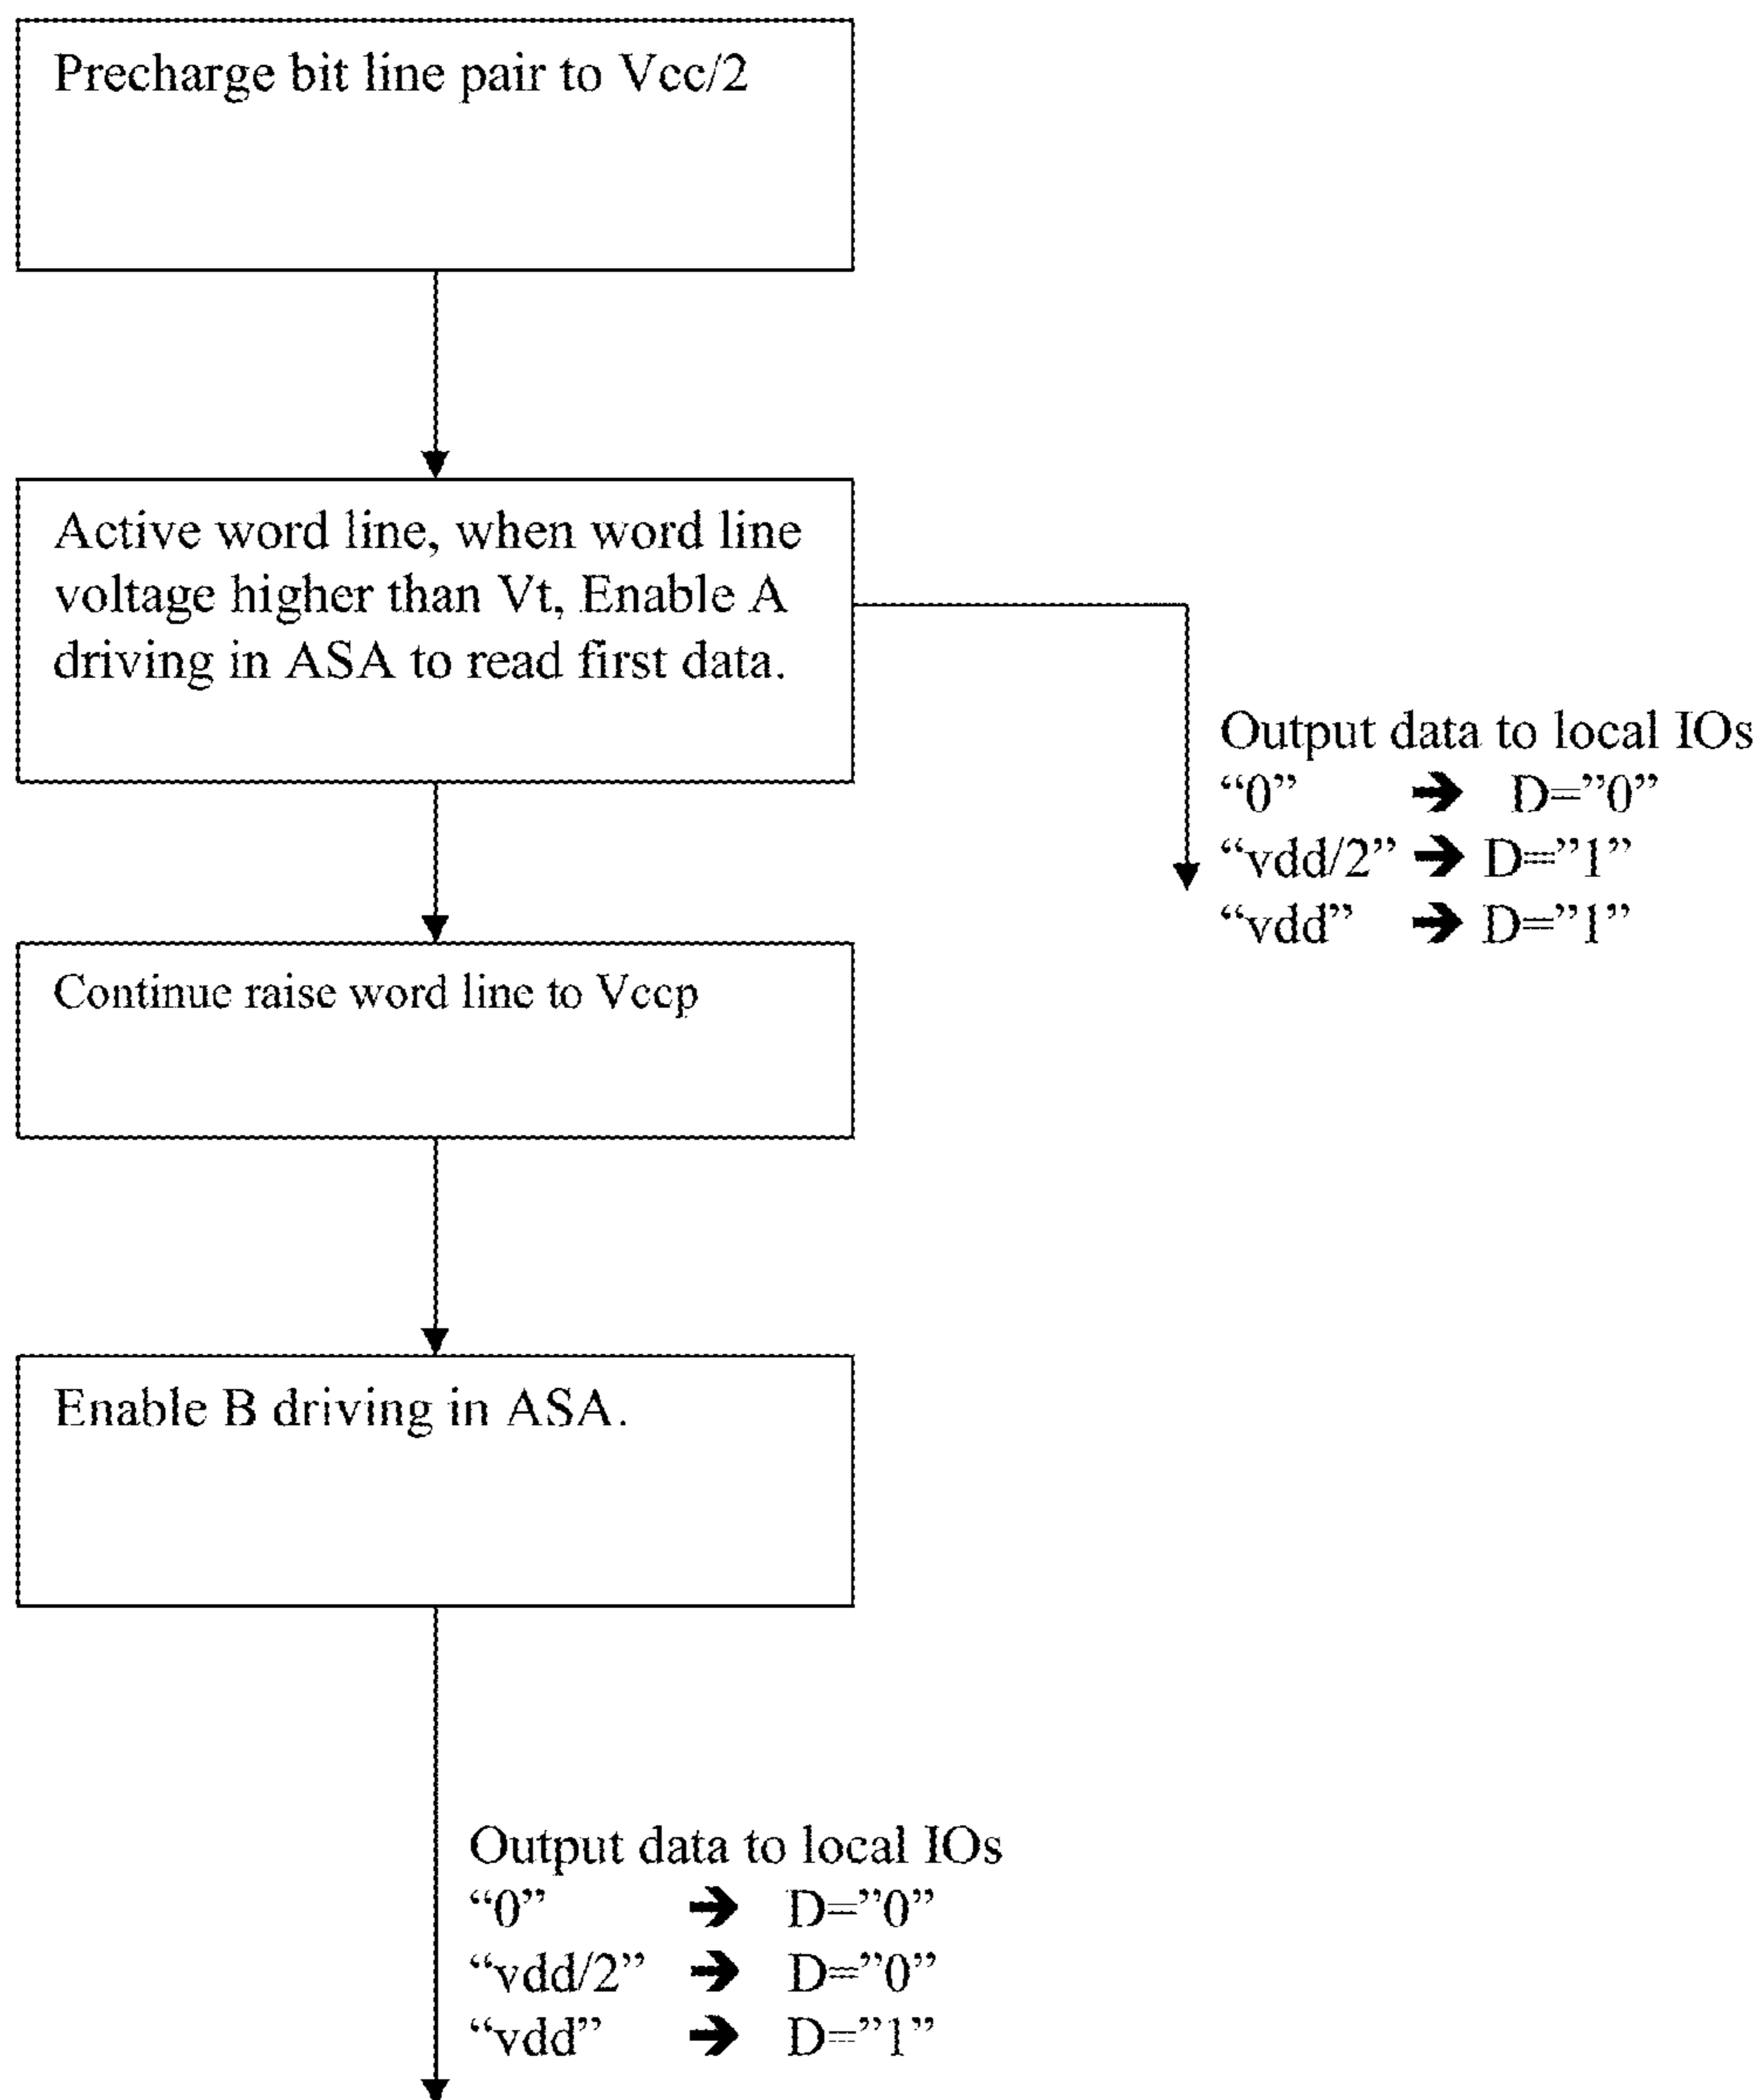 Precharge bit line pair to Vcc/2
Active word line, when word line
voltage higher than Vt, Enable A
driving in ASA to read first data.
Output data to local IOs
“0” ➔ D=”0”
“vdd/2” ➔ D=”1”
“vdd” ➔ D=”1”
Continue raise word line to Vccp
Enable B driving in ASA.
Output data to local IOs
“0” ➔ D=”0”
“vdd/2” ➔ D=”0”
“vdd” ➔ D=”1”